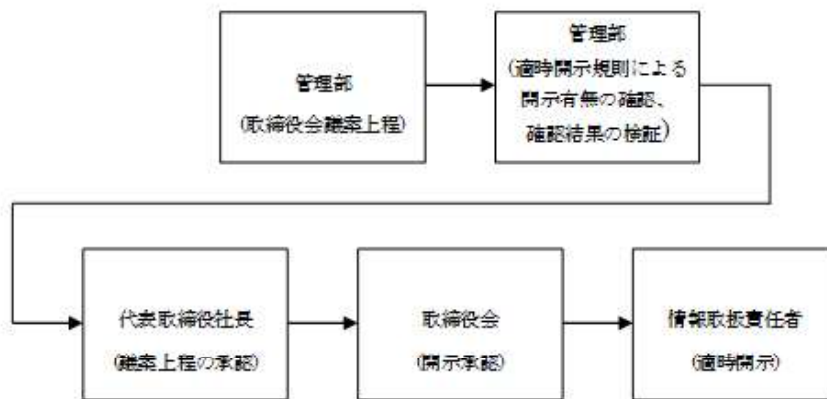 管理部
(取締役会議案上程)
管理部
(適時開示規則による
開示有無の確認、
確認結果の検証)
代表取締役社長
(議案上程の承認)
取締役会
(開示承認)
情報取扱責任者
(適時開示)